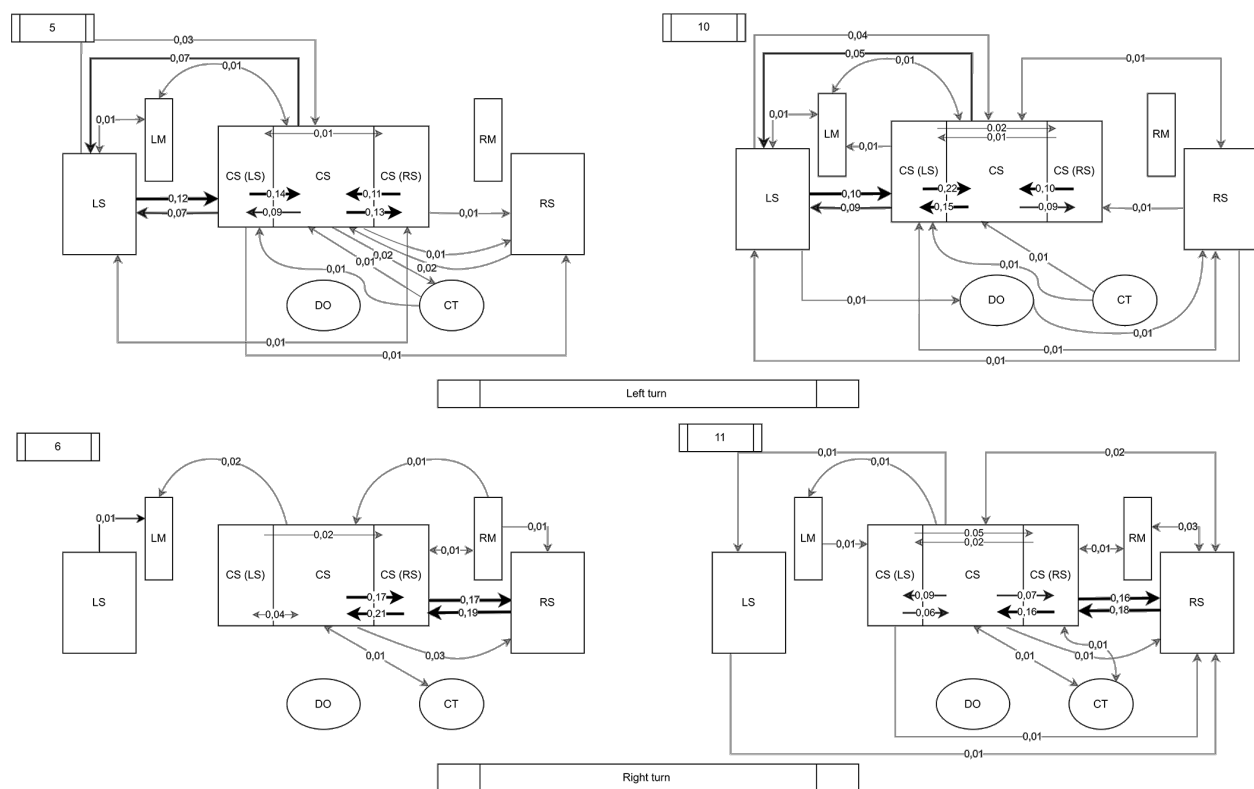 5
10
0,03
0,04
0,07
0,05
0,01
0,01
0,01
0,01
0,01
LM
RM
LM
RM
0,01
0,01
0,02
0,01
LS
CS (LS)
CS
CS (RS)
RS
LS
CS (LS)
CS
CS (RS)
RS
0,12
0,14
0,11
0,10
0,22
0,10
0,07
0,09
0,13
0,01
0,09
0,15
0,09
0,01
0,01
0,02
0,01
0,01
0,02
0,01
0,01
DO
CT
0,01
DO
CT
0,01
0,01
0,01
0,01
0,01
Left turn
6
11
0,02
0,01
0,01
0,01
0,02
0,01
LM
RM
0,01
LM
RM
0,03
0,02
0,01
0,01
0,05
0,02
0,01
LS
CS (LS)
CS
CS (RS)
RS
LS
CS (LS)
CS
CS (RS)
RS
0,17
0,17
0,09
0,07
0,16
0,04
0,21
0,19
0,06
0,16
0,18
0,01
0,03
0,01
0,01
0,01
DO
CT
DO
CT
0,01
0,01
Right turn